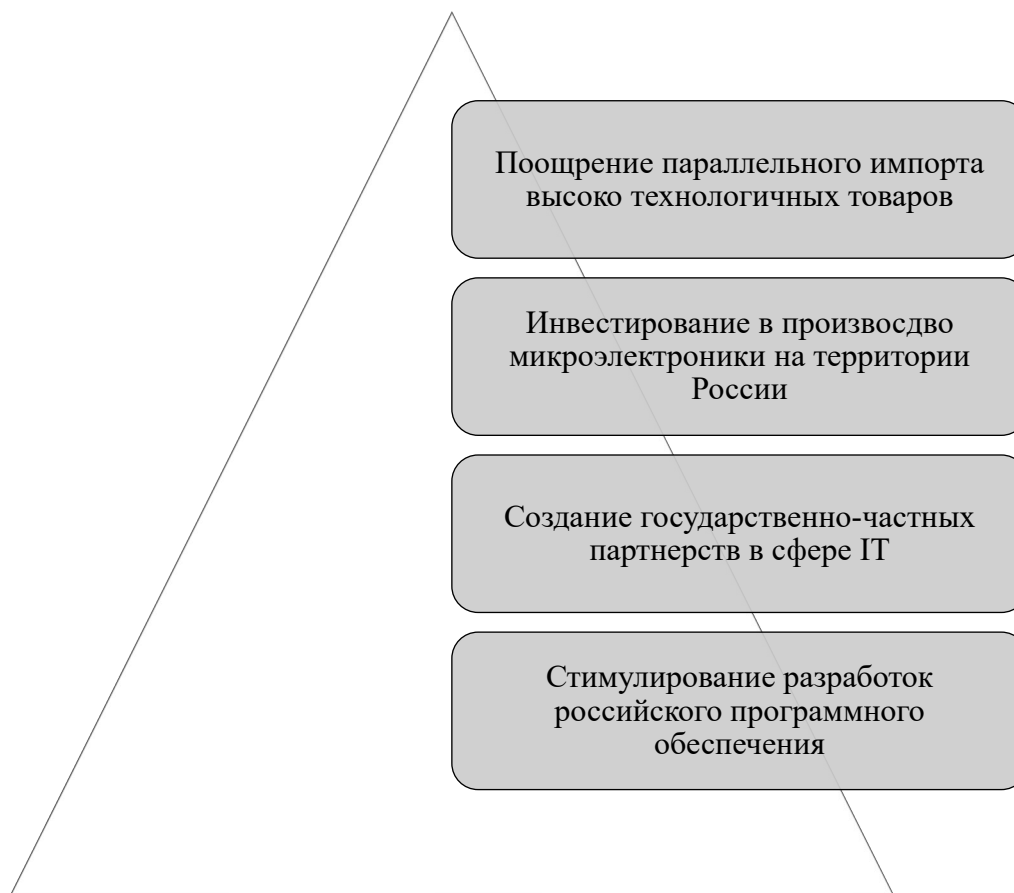 Поощрение параллельного импорта
высоко технологичных товаров
Инвестирование в произвосдво
микроэлектроники на территории
России
Создание государственно-частных
партнерств в сфере IT
Стимулирование разработок
российского программного
обеспечения